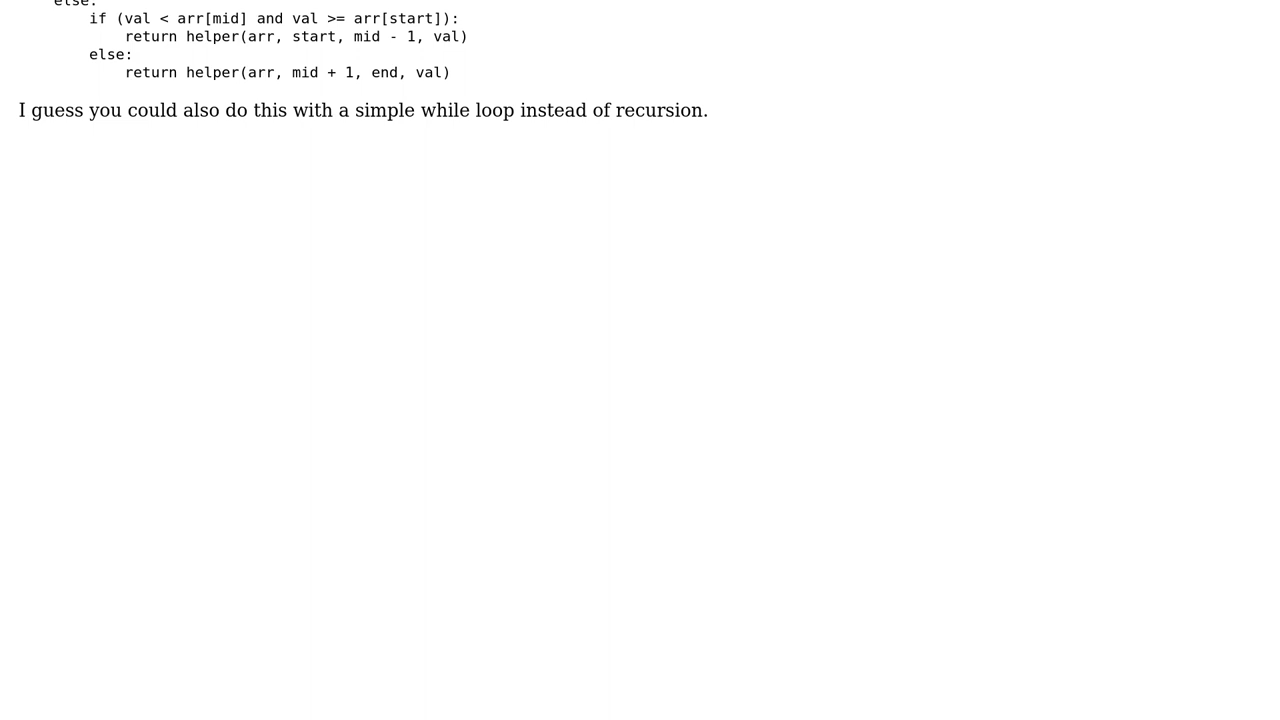 else:
if (val < arr[mid] and val >= arr[start]):
return helper(arr, start, mid - 1, val)
else:
return helper(arr, mid + 1, end, val)
I guess you could also do this with a simple while loop instead of recursion.